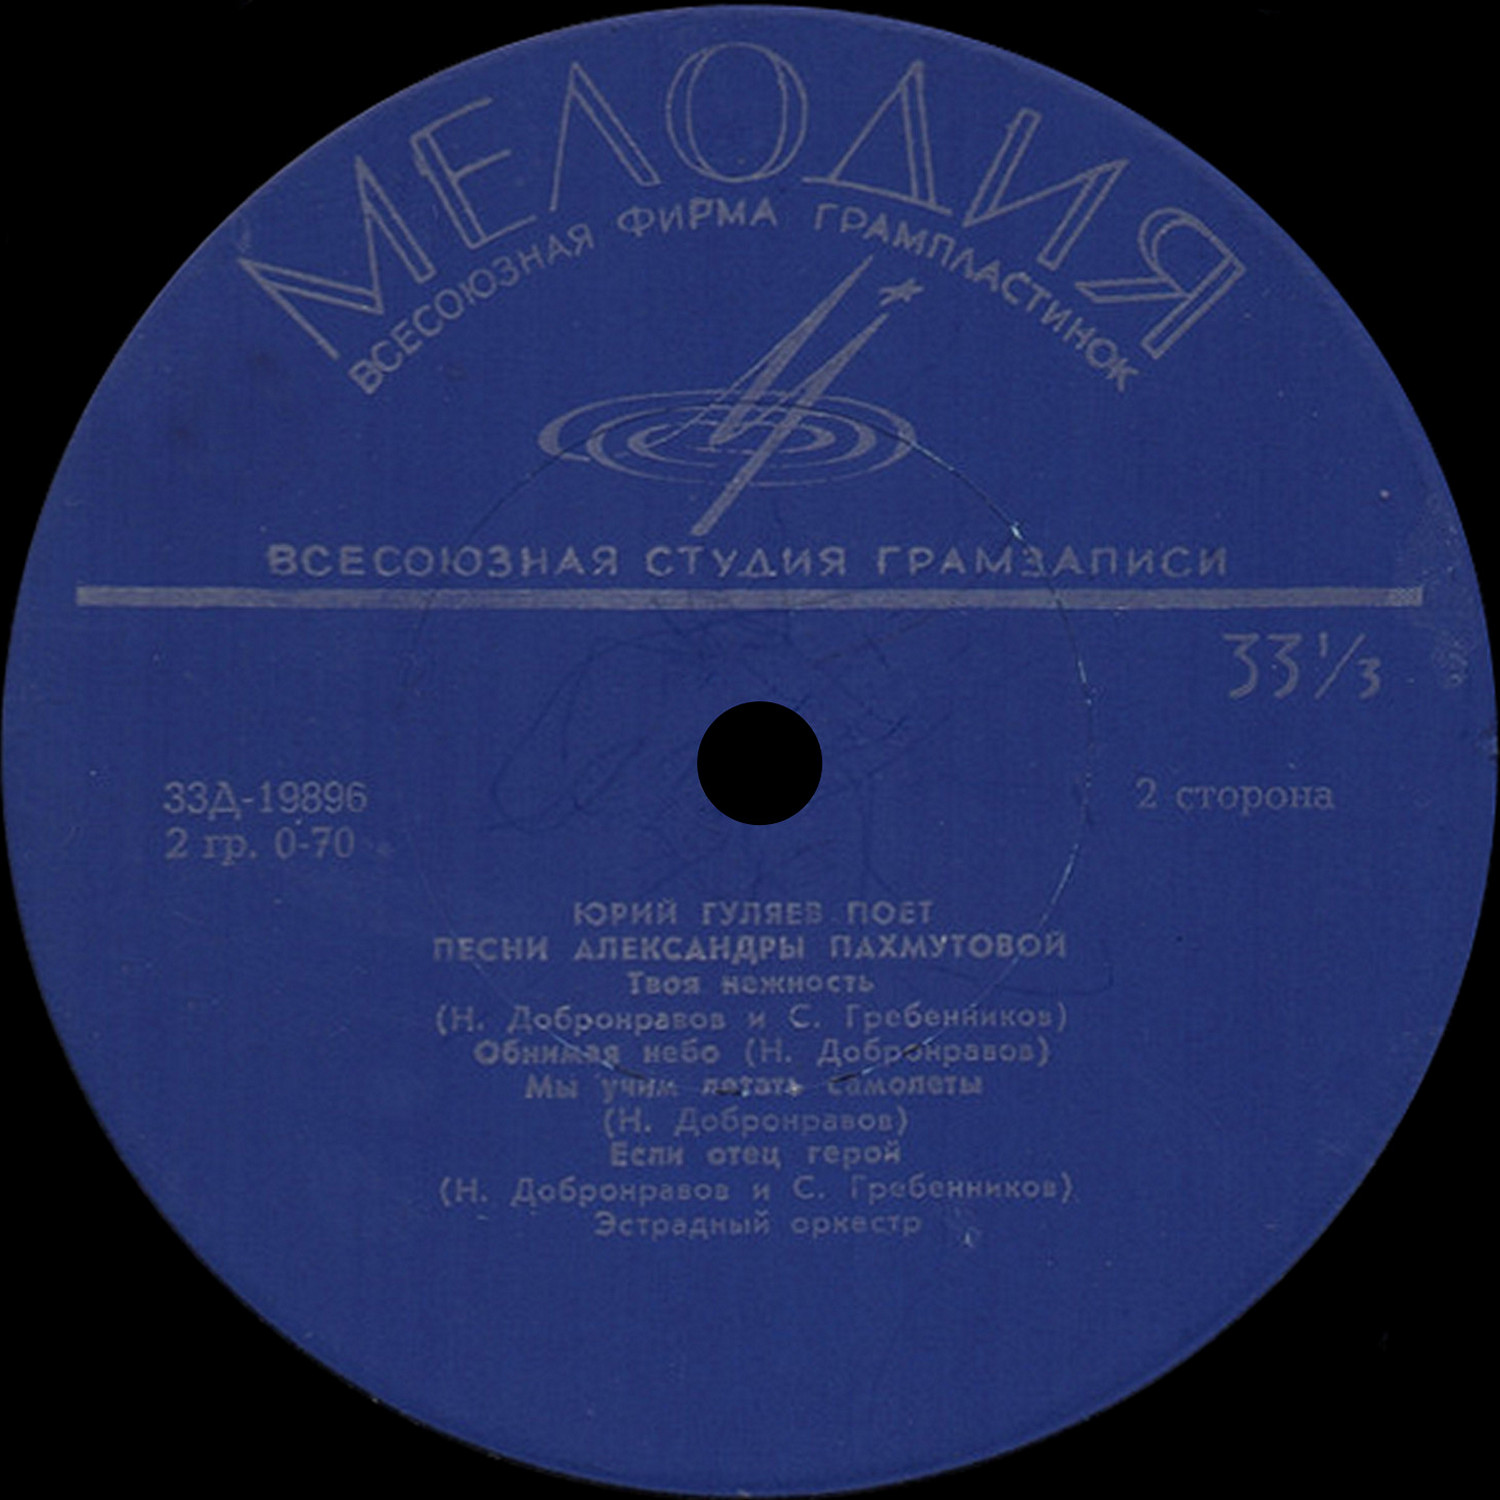 МЕЛОДИЯ
ВСЕСОЮЗНАЯ ФИРМА ГРАМПЛАСТИНОК
ВСЕСОЮЗНАЯ СТУДИЯ ГРАМЗАПИСИ
33 1/3
33Д-19896
2 сторона
2 гр. 0-70
ЮРИЙ ГУЛЯЕВ ПОЕТ
ПЕСНИ АЛЕКСАНДРЫ ПАХМУТОВОЙ
Твоя нежность
(Н. Добронравов и С. Гребенников)
Обнимая небо (Н. Добронравов)
Мы учим летать самолеты
(Н. Добронравов)
Если отец герой
(Н. Добронравов и С. Гребенников)
Эстрадный оркестр